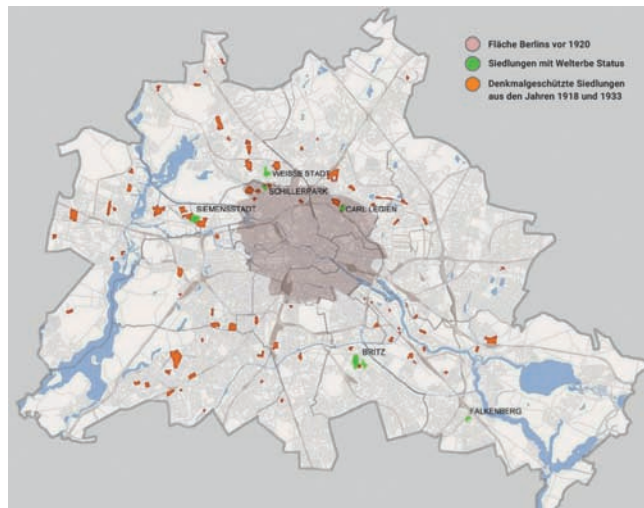 Fläche Berlins vor 1920
Siedlungen mit Welterbe Status
Denkmalgeschützte Siedlungen
aus den Jahren 1918 und 1933
WEISSE STADT
SCHILLERPARK
SIEMENSSTADT
CARL LEGIEN
BRITZ
FALKENBERG